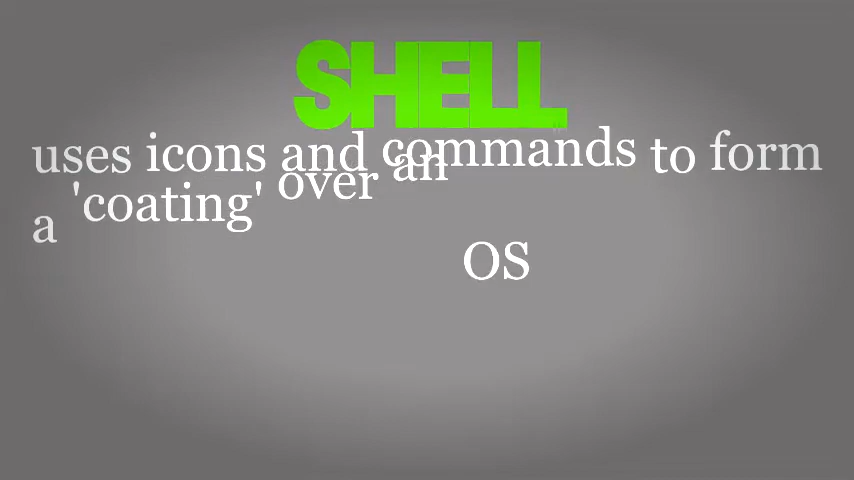 SHELL
uses icons and commands to form
a 'coating' over an
OS